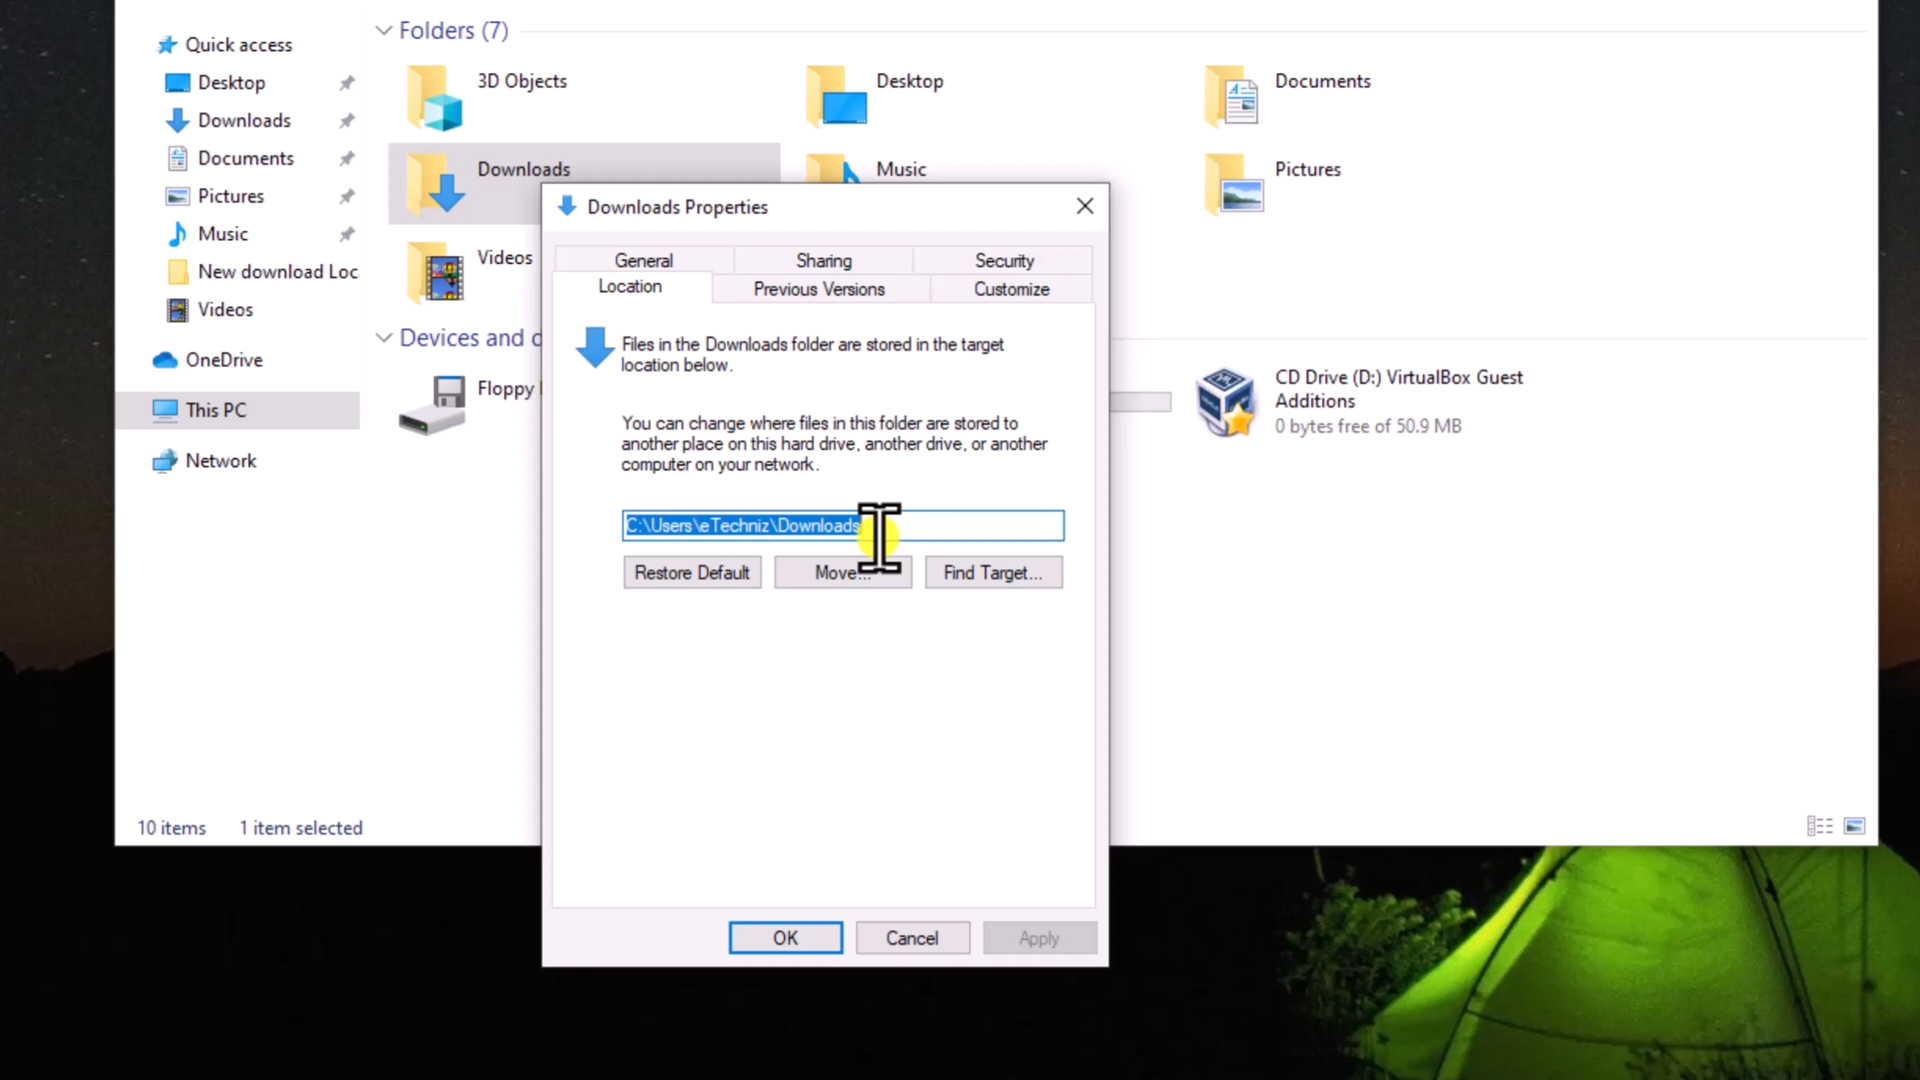 Quick access
Desktop
Downloads
Documents
Pictures
Music
New download Loc
Videos
OneDrive
This PC
Network
Folders (7)
3D Objects
Desktop
Documents
Downloads
Music
Pictures
Videos
Devices and d
Floppy
CD Drive (D:) VirtualBox Guest
Additions
0 bytes free of 50.9 MB
10 items
1 item selected
Downloads Properties
General
Sharing
Security
Location
Previous Versions
Customize
Files in the Downloads folder are stored in the target
location below.
You can change where files in this folder are stored to
another place on this hard drive, another drive, or another
computer on your network.
C:\Users\eTechniz\Downloads
Restore Default
Move...
Find Target...
OK
Cancel
Apply